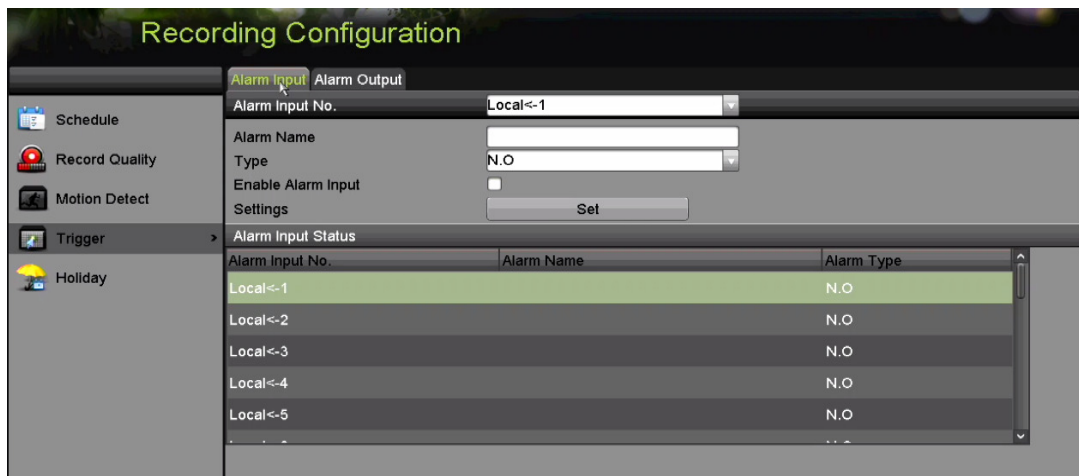 Recording Configuration
Alarm Input Alarm Output
Alarm Input No. Local<-1
Schedule
Alarm Name
Record Quality
Type N.O
Enable Alarm Input
Motion Detect
Settings Set
Trigger
Alarm Input Status
Alarm Input No. Alarm Name Alarm Type
Holiday
Local<-1 N.O
Local<-2 N.O
Local<-3 N.O
Local<-4 N.O
Local<-5 N.O